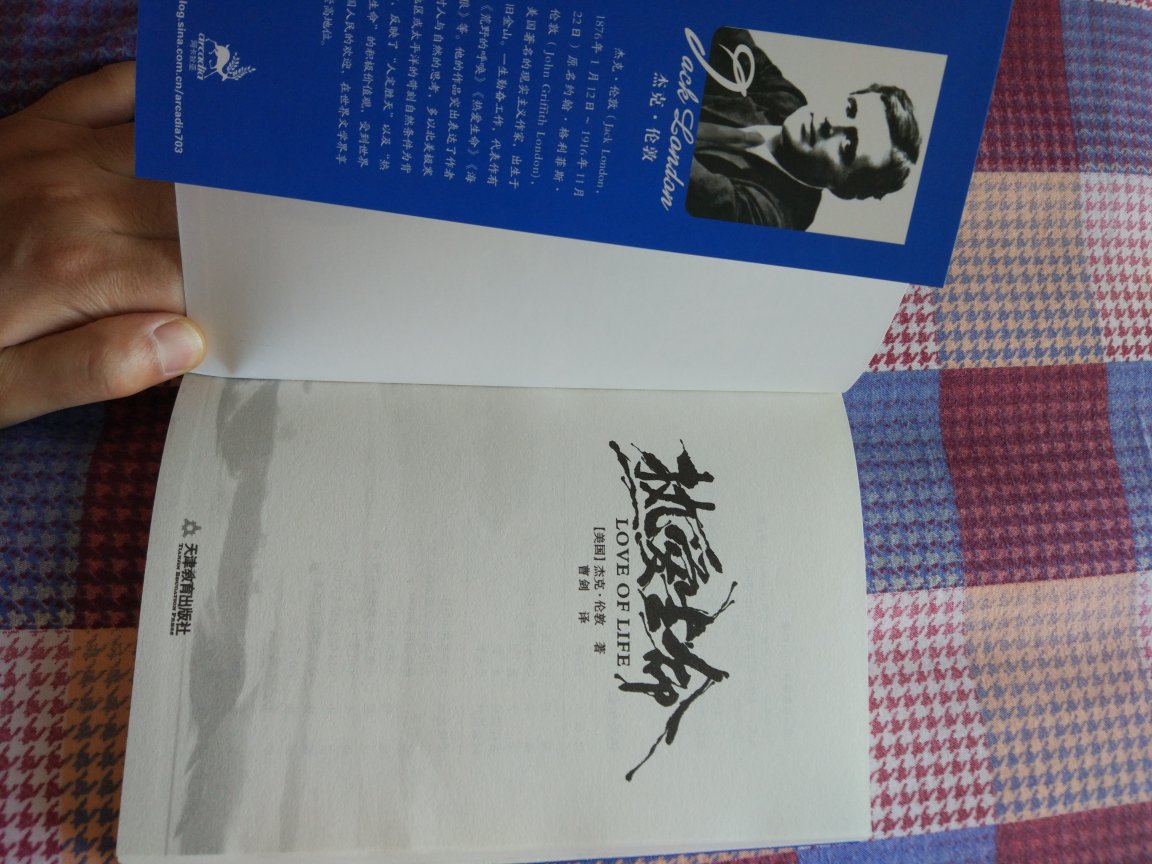 Jack London
杰克·伦敦
杰克·伦敦（Jack London，
1876年1月12日~1916年11月
22日）原名约翰·格利菲斯·
伦敦（John Griffith London），
美国著名的现实主义作家，出生于
旧金山。一生勤奋工作，代表作有
《荒野的呼唤》《热爱生命》《海
狼》等。他的作品突出表达了作者
对人与自然的思考，多以北美极寒
地区或太平洋的苛刻自然条件为背
，反映了“人定胜天”以及“热
生命”的积极价值观，受到世界
国人民的欢迎，在世界文学界享
高地位。
arcadia
log.sina.com.cn/arcadia703
热爱生命
LOVE OF LIFE
[美国] 杰克·伦敦 著
曹剑 译
天津教育出版社
TIANJIN EDUCATION PRESS